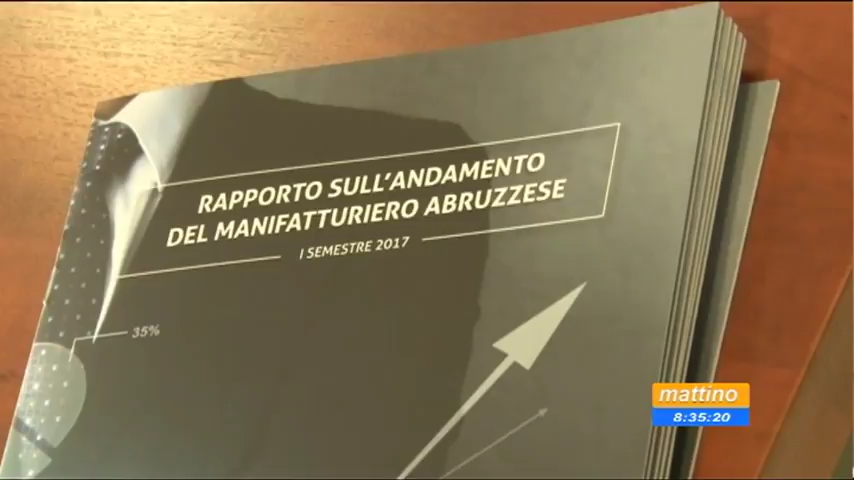 RAPPORTO SULL'ANDAMENTO
DEL MANIFATTURIERO ABRUZZESE
I SEMESTRE 2017
35%
mattino
8:35:20